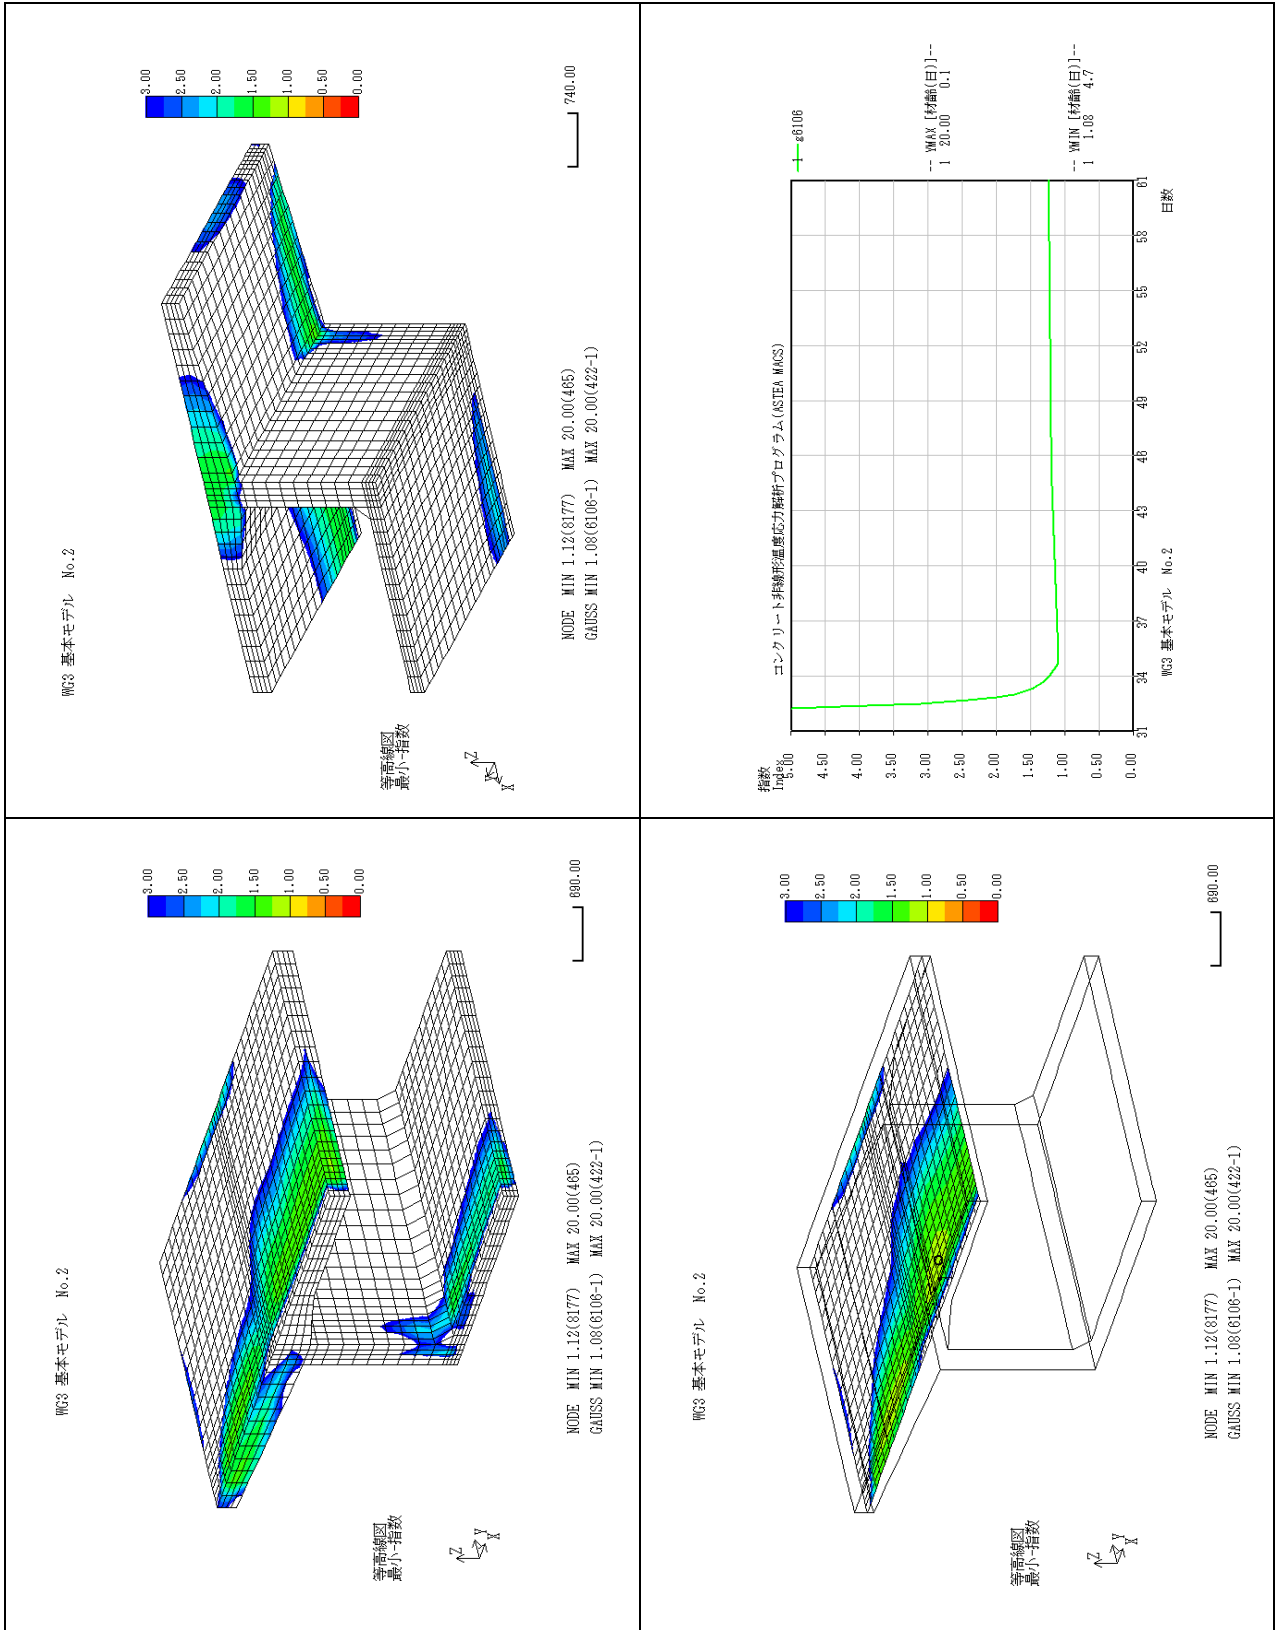 WG3 基本モデル No.2
3.00
2.50
2.00
1.50
1.00
0.50
0.00
等高線図
最小-指数
Z
Y
X
740.00
NODE MIN 1.12(8177) MAX 20.00(465)
GAUSS MIN 1.08(6106-1) MAX 20.00(422-1)
コンクリート非線形温度応力解析プログラム(ASTEA MACS)
指数
Index
5.00
4.50
4.00
3.50
3.00
2.50
2.00
1.50
1.00
0.50
0.00
31
34
37
40
43
46
49
52
55
58
61
日数
WG3 基本モデル No.2
1 g6106
-- YMAX [材齢(日)]--
1 20.00 0.1
-- YMIN [材齢(日)]--
1 1.08 4.7
WG3 基本モデル No.2
3.00
2.50
2.00
1.50
1.00
0.50
0.00
等高線図
最小-指数
Z
Y
X
690.00
NODE MIN 1.12(8177) MAX 20.00(465)
GAUSS MIN 1.08(6106-1) MAX 20.00(422-1)
WG3 基本モデル No.2
3.00
2.50
2.00
1.50
1.00
0.50
0.00
等高線図
最小-指数
Z
Y
X
690.00
NODE MIN 1.12(8177) MAX 20.00(465)
GAUSS MIN 1.08(6106-1) MAX 20.00(422-1)